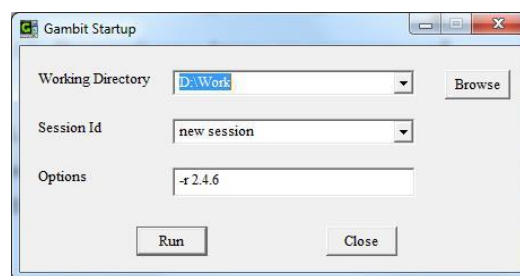 Gambit Startup
Working Directory D:\Work Browse
Session Id new session
Options -r 2.4.6
Run Close